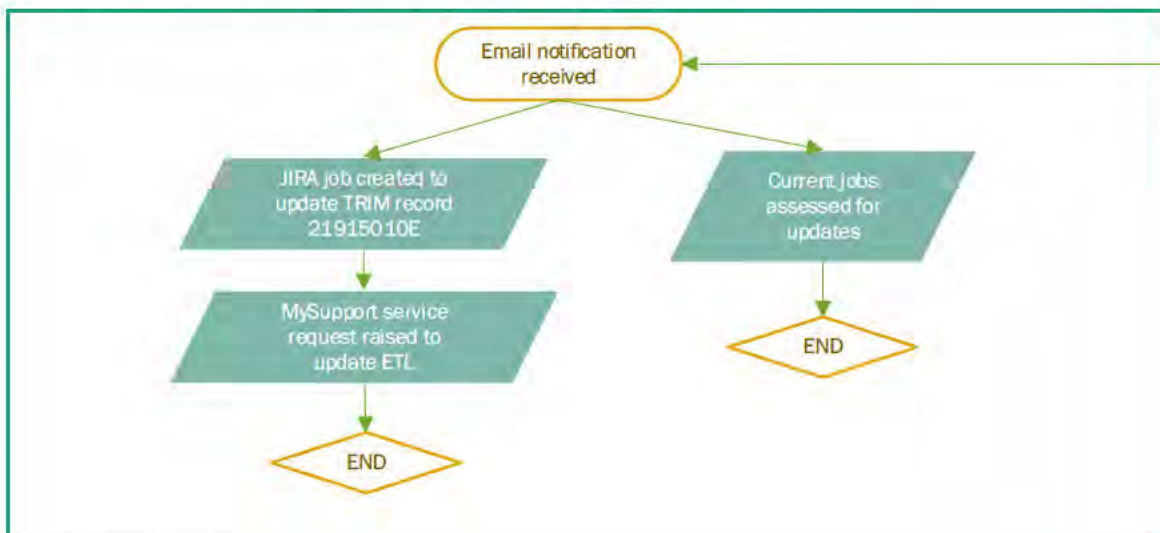 Email notification
received
JIRA job created to
update TRIM record
21915010E
Current jobs
assessed for
updates
MySupport service
request raised to
update ETL
END
END